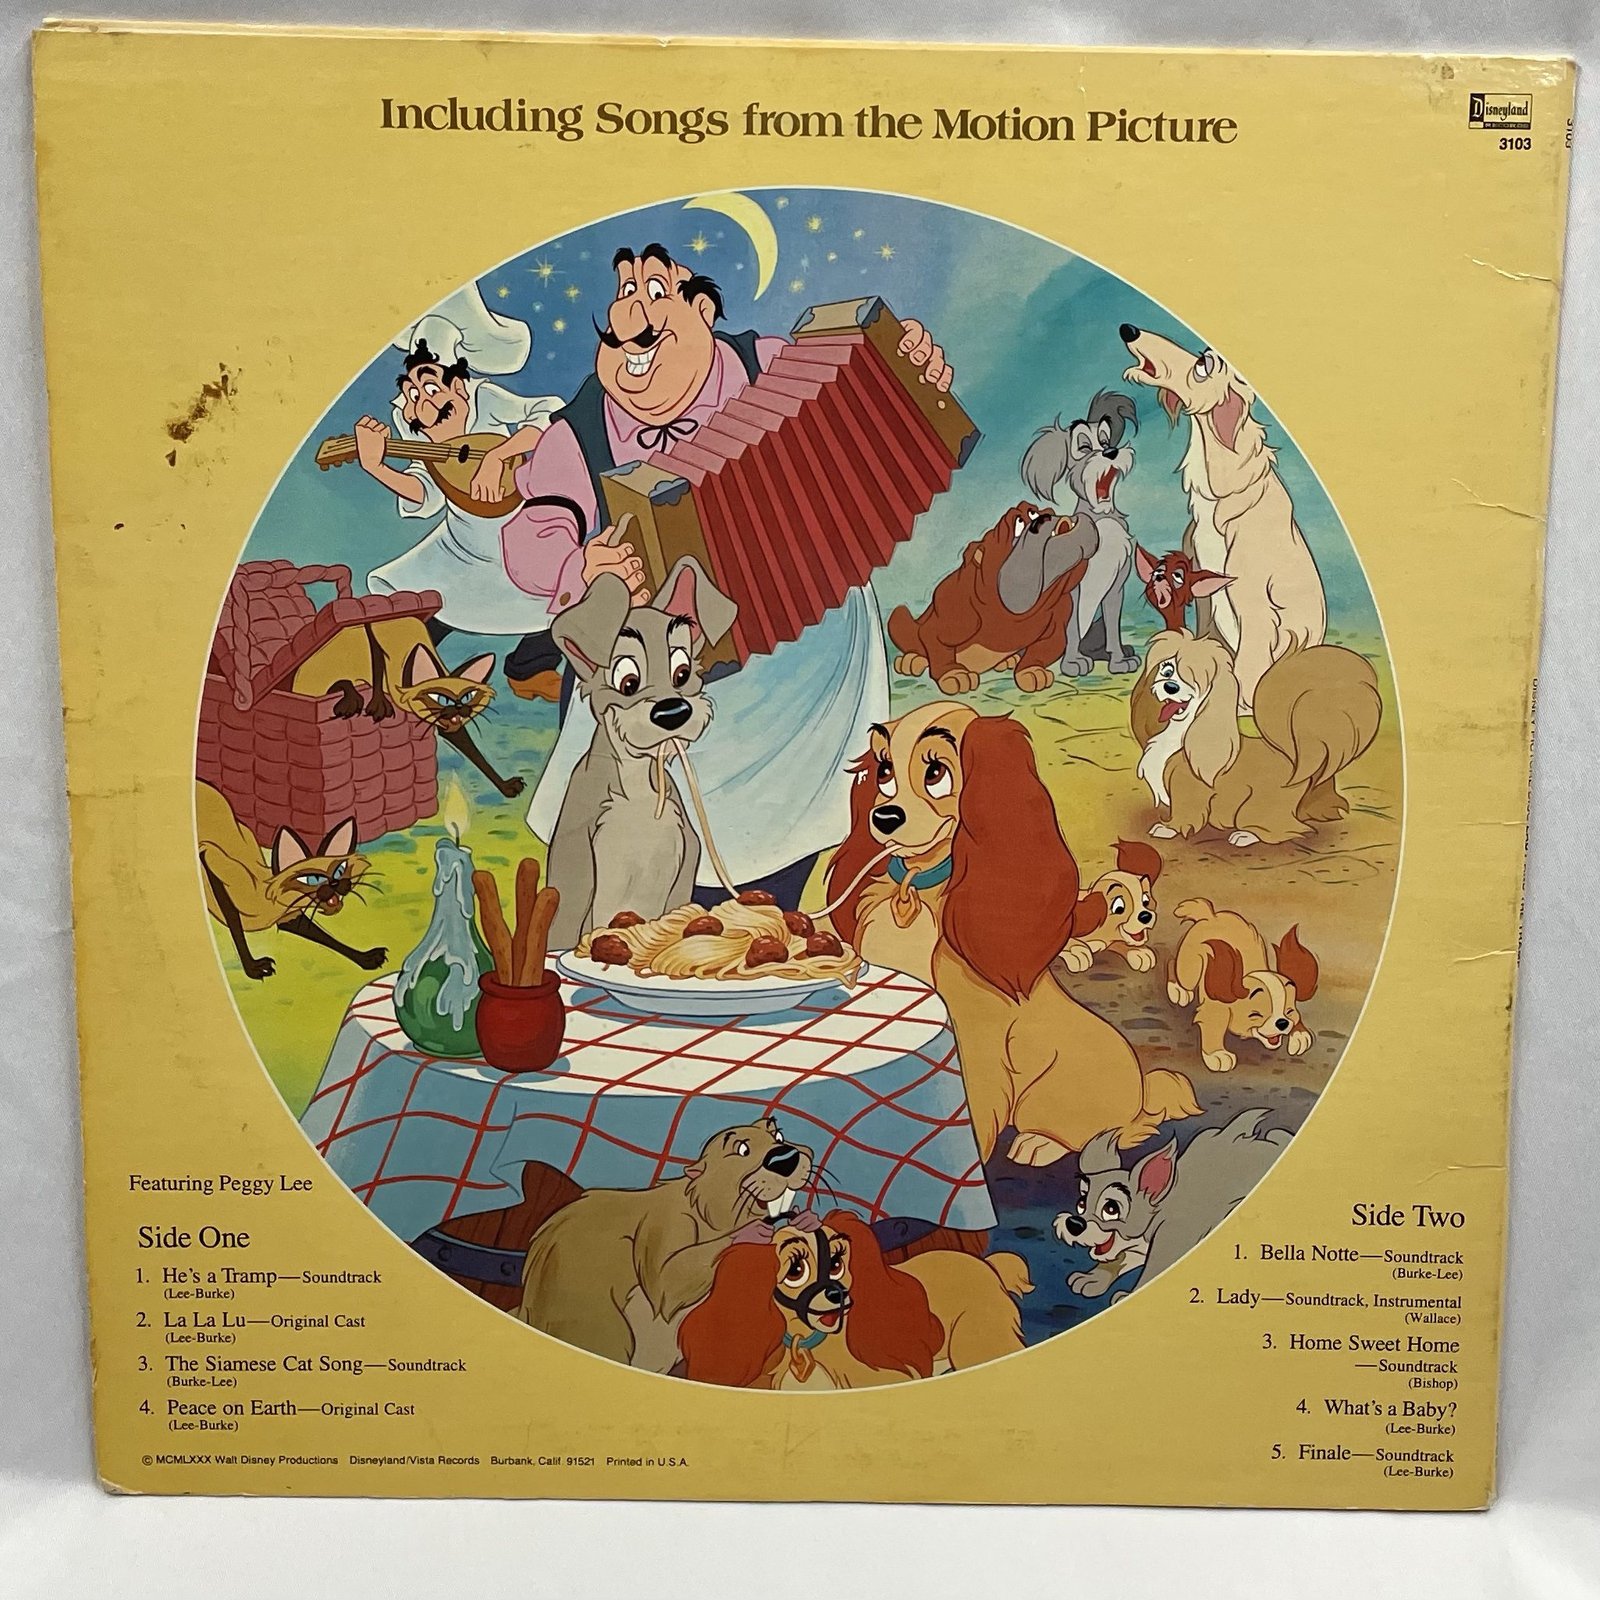 Including Songs from the Motion Picture
Disneyland
RECORDS
3103
3103
Featuring Peggy Lee
Side One
1. He's a Tramp—Soundtrack
(Lee-Burke)
2. La La Lu—Original Cast
(Lee-Burke)
3. The Siamese Cat Song—Soundtrack
(Burke-Lee)
4. Peace on Earth—Original Cast
(Lee-Burke)
Side Two
1. Bella Notte—Soundtrack
(Burke-Lee)
2. Lady—Soundtrack, Instrumental
(Wallace)
3. Home Sweet Home
—Soundtrack
(Bishop)
4. What's a Baby?
(Lee-Burke)
5. Finale—Soundtrack
(Lee-Burke)
© MCMLXXX Walt Disney Productions Disneyland/Vista Records Burbank, Calif. 91521 Printed in U.S.A.